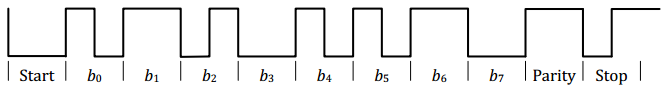 | Start | b₀ | b₁ | b₂ | b₃ | b₄ | b₅ | b₆ | b₇ | Parity | Stop |